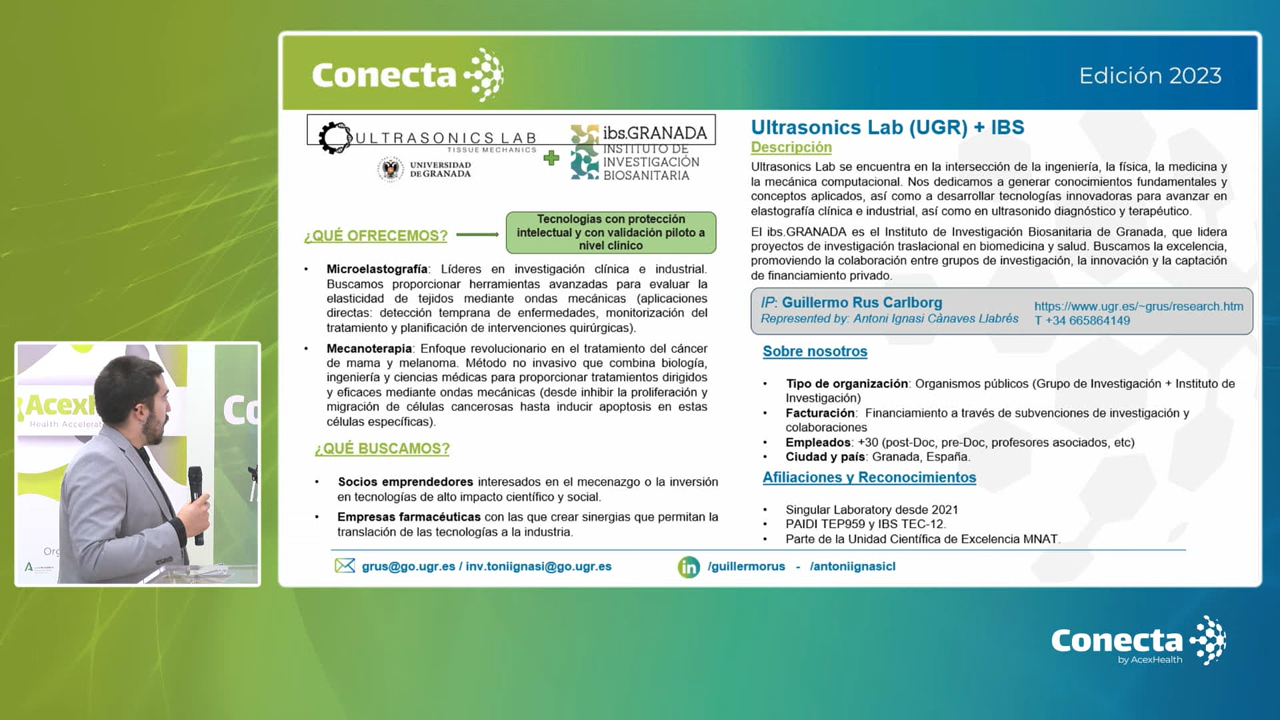 Conecta
Edición 2023
ULTRASONICS LAB
TISSUE MECHANICS
UNIVERSIDAD
DE GRANADA
ibs.GRANADA
INSTITUTO DE
INVESTIGACIÓN
BIOSANITARIA
¿QUÉ OFRECEMOS?
Tecnologías con protección
intelectual y con validación piloto a
nivel clínico
• Microelastografía: Líderes en investigación clínica e industrial.
Buscamos proporcionar herramientas avanzadas para evaluar la
elasticidad de tejidos mediante ondas mecánicas (aplicaciones
directas: detección temprana de enfermedades, monitorización del
tratamiento y planificación de intervenciones quirúrgicas).
• Mecanoterapia: Enfoque revolucionario en el tratamiento del cáncer
de mama y melanoma. Método no invasivo que combina biología,
ingeniería y ciencias médicas para proporcionar tratamientos dirigidos
y eficaces mediante ondas mecánicas (desde inhibir la proliferación y
migración de células cancerosas hasta inducir apoptosis en estas
células específicas).
¿QUÉ BUSCAMOS?
• Socios emprendedores interesados en el mecenazgo o la inversión
en tecnologías de alto impacto científico y social.
• Empresas farmacéuticas con las que crear sinergias que permitan la
translación de las tecnologías a la industria.
Ultrasonics Lab (UGR) + IBS
Descripción
Ultrasonics Lab se encuentra en la intersección de la ingeniería, la física, la medicina y
la mecánica computacional. Nos dedicamos a generar conocimientos fundamentales y
conceptos aplicados, así como a desarrollar tecnologías innovadoras para avanzar en
elastografía clínica e industrial, así como en ultrasonido diagnóstico y terapéutico.
El ibs.GRANADA es el Instituto de Investigación Biosanitaria de Granada, que lidera
proyectos de investigación traslacional en biomedicina y salud. Buscamos la excelencia,
promoviendo la colaboración entre grupos de investigación, la innovación y la captación
de financiamiento privado.
IP: Guillermo Rus Carlborg
Represented by: Antoni Ignasi Cànaves Llabrés
https://www.ugr.es/~grus/research.htm
T +34 665864149
Sobre nosotros
• Tipo de organización: Organismos públicos (Grupo de Investigación + Instituto de
Investigación)
• Facturación: Financiamiento a través de subvenciones de investigación y
colaboraciones
• Empleados: +30 (post-Doc, pre-Doc, profesores asociados, etc)
• Ciudad y país: Granada, España.
Afiliaciones y Reconocimientos
• Singular Laboratory desde 2021
• PAIDI TEP959 y IBS TEC-12.
• Parte de la Unidad Científica de Excelencia MNAT.
grus@go.ugr.es / inv.toniignasi@go.ugr.es
in /guillermorus - /antoniignasicl
Conecta
by AcexHealth